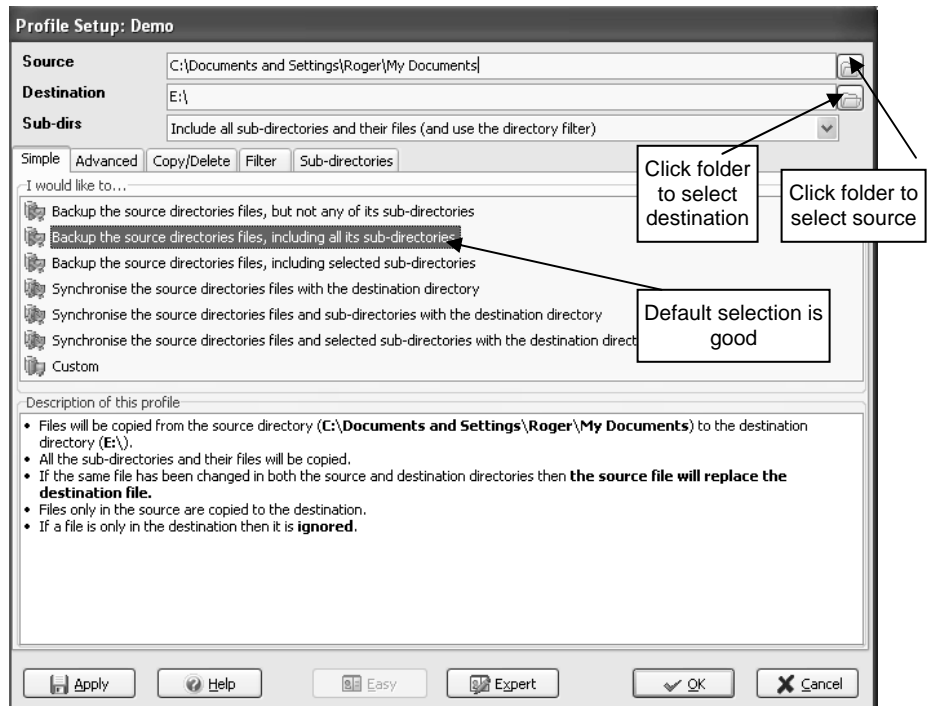 Profile Setup: Demo
Source
C:\Documents and Settings\Roger\My Documents
Destination
E:\
Sub-dirs
Include all sub-directories and their files (and use the directory filter)
Simple Advanced Copy/Delete Filter Sub-directories
Click folder
to select
destination
Click folder to
select source
I would like to...
Backup the source directories files, but not any of its sub-directories
Backup the source directories files, including all its sub-directories
Backup the source directories files, including selected sub-directories
Synchronise the source directories files with the destination directory
Synchronise the source directories files and sub-directories with the destination directory
Synchronise the source directories files and selected sub-directories with the destination direct
Custom
Default selection is
good
Description of this profile
• Files will be copied from the source directory (C:\Documents and Settings\Roger\My Documents) to the destination
directory (E:\).
• All the sub-directories and their files will be copied.
• If the same file has been changed in both the source and destination directories then the source file will replace the
destination file.
• Files only in the source are copied to the destination.
• If a file is only in the destination then it is ignored.
Apply Help Easy Expert OK Cancel